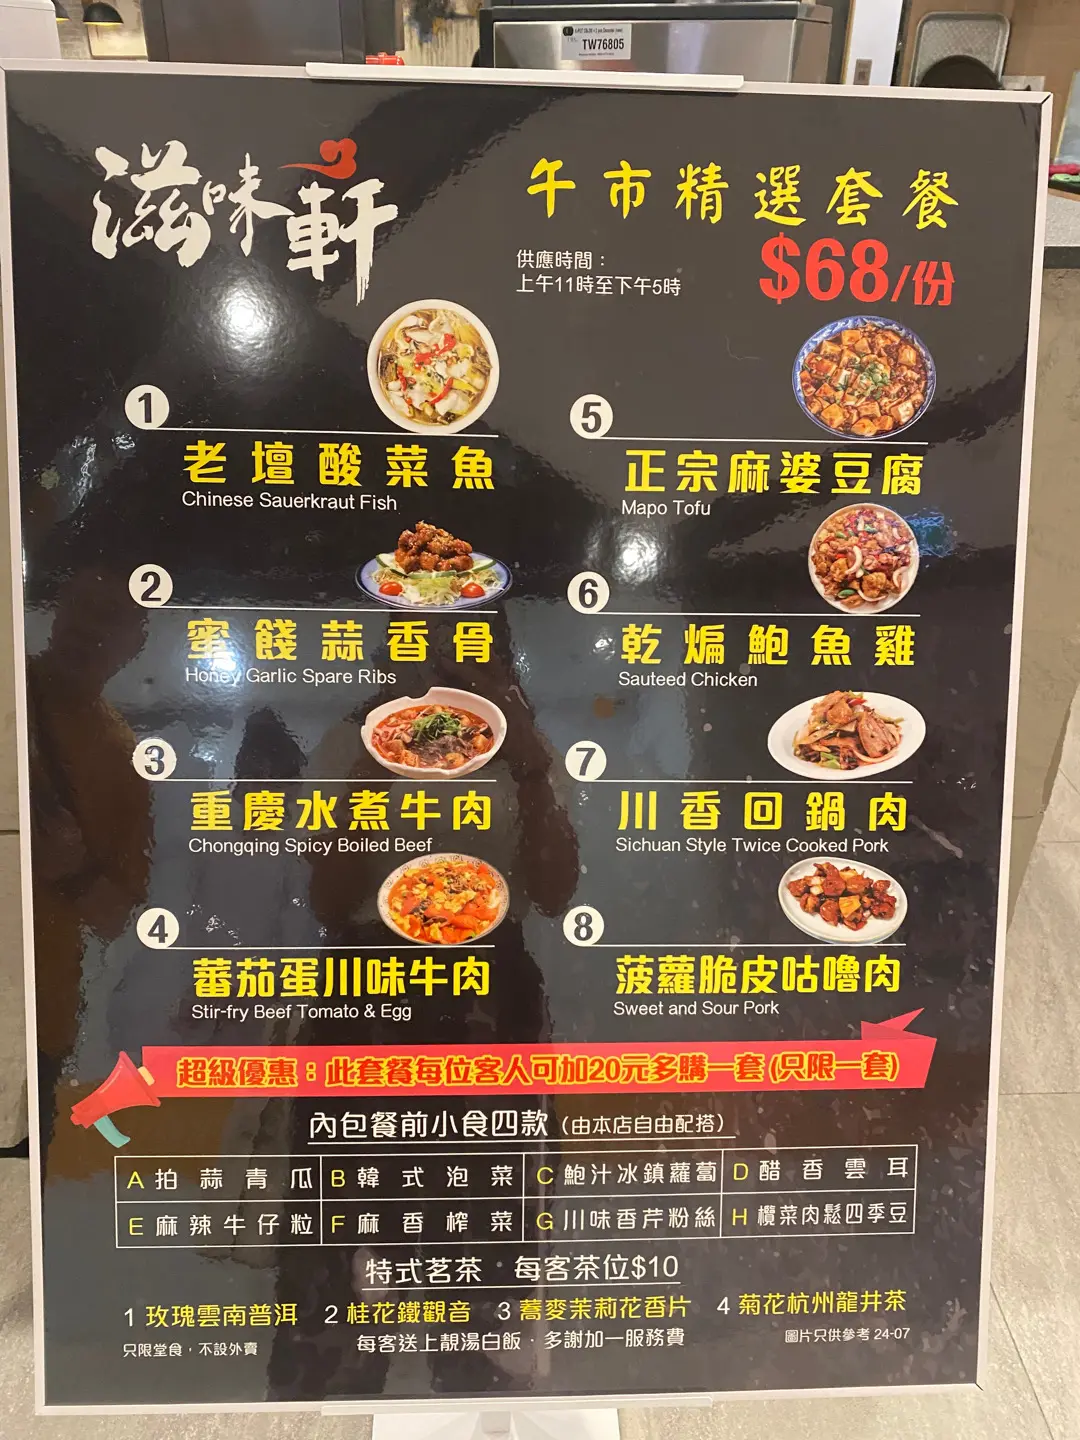 TW76805
滋味軒
午市精選套餐
供應時間：
上午11時至下午5時
$68/份
1
老壇酸菜魚
Chinese Sauerkraut Fish
2
蜜餞蒜香骨
Honey Garlic Spare Ribs
3
重慶水煮牛肉
Chongqing Spicy Boiled Beef
4
蕃茄蛋川味牛肉
Stir-fry Beef Tomato & Egg
5
正宗麻婆豆腐
Mapo Tofu
6
乾煸鮑魚雞
Sauteed Chicken
7
川香回鍋肉
Sichuan Style Twice Cooked Pork
8
菠蘿脆皮咕嚕肉
Sweet and Sour Pork
超級優惠：此套餐每位客人可加20元多購一套(只限一套)
內包餐前小食四款（由本店自由配搭）
A 拍蒜青瓜 B 韓式泡菜 C 鮑汁冰鎮蘿蔔 D 醋香雲耳
E 麻辣牛仔粒 F 麻香榨菜 G 川味香芹粉絲 H 欖菜肉鬆四季豆
特式茗茶 · 每客茶位$10
1 玫瑰雲南普洱 2 桂花鐵觀音 3 蕎麥茉莉花香片 4 菊花杭州龍井茶
只限堂食，不設外賣
每客送上靚湯白飯 · 多謝加一服務費
圖片只供參考 24-07